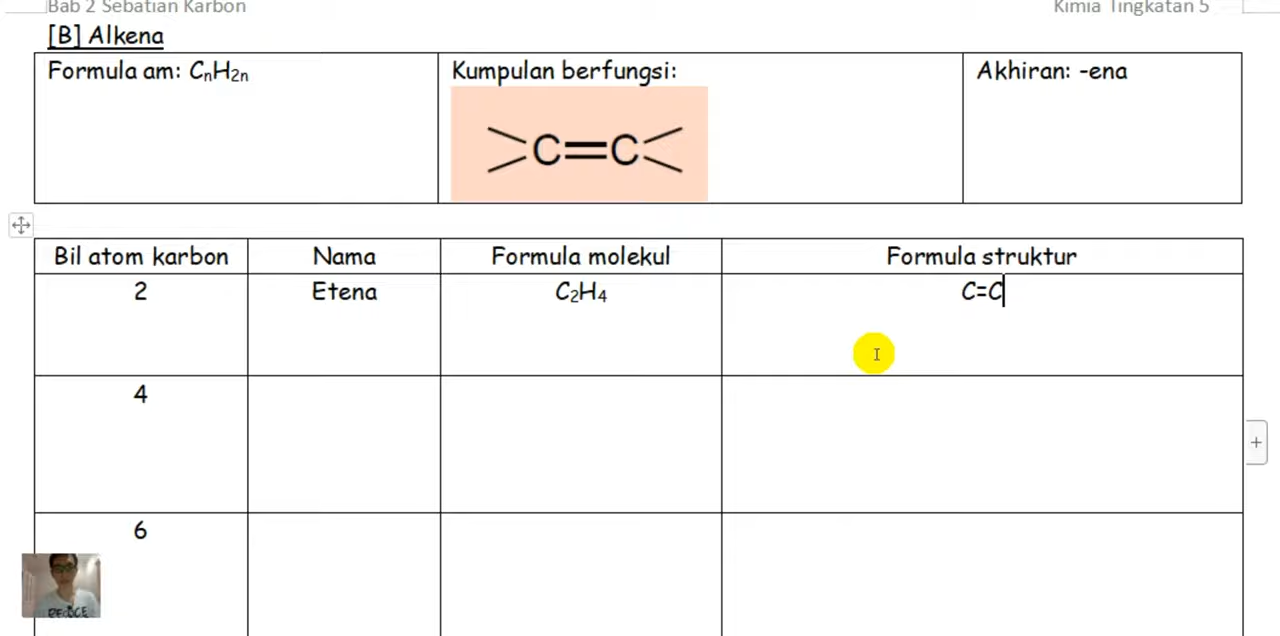 Bab 2 Sebatian Karbon Kimia Tingkatan 5
[B] Alkena
Formula am: CₙH₂ₙ Kumpulan berfungsi: Akhiran: -ena
C=C
Bil atom karbon Nama Formula molekul Formula struktur
2 Etena C₂H₄ C=C
4
6